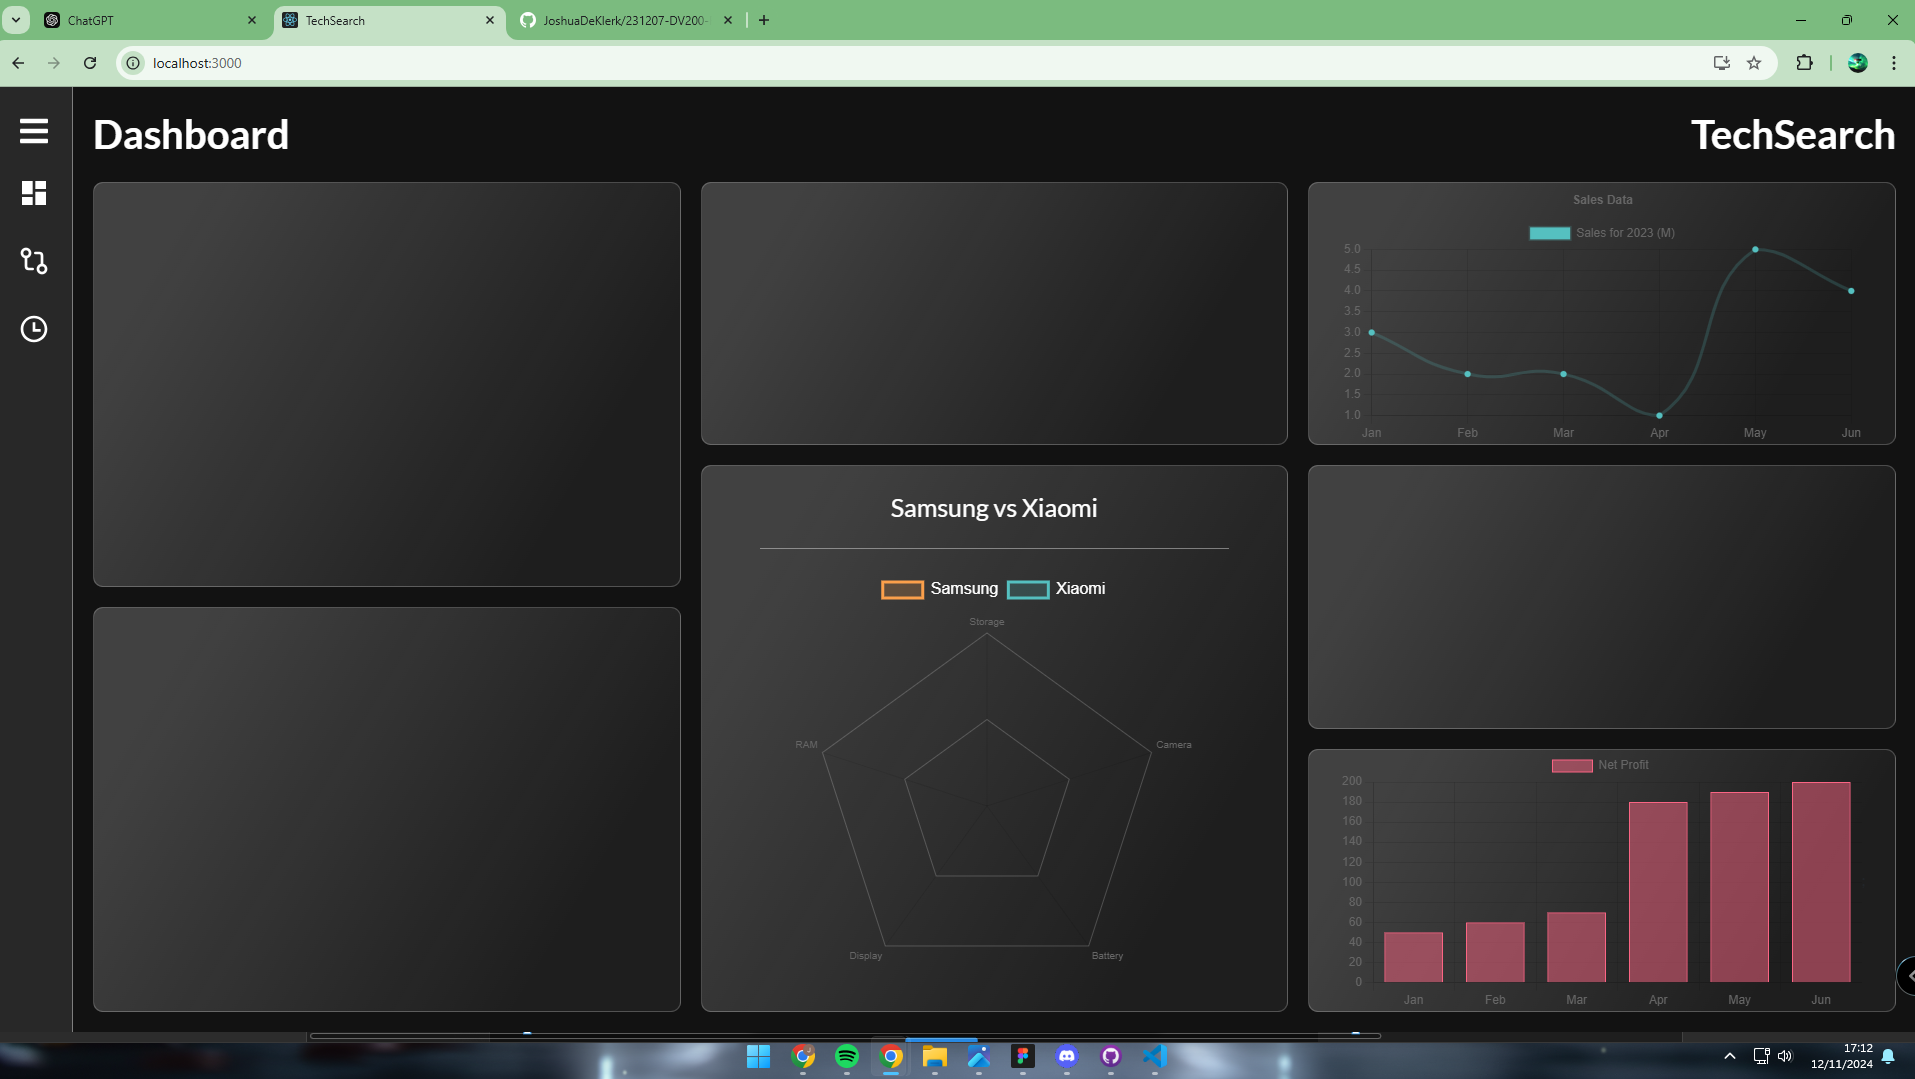 ChatGPT
TechSearch
JoshuaDeKlerk/231207-DV200-
localhost:3000
Dashboard
TechSearch
Sales Data
Sales for 2023 (M)
5.0
4.5
4.0
3.5
3.0
2.5
2.0
1.5
1.0
Jan Feb Mar Apr May Jun
Samsung vs Xiaomi
Samsung Xiaomi
Storage
RAM
Camera
Display
Battery
Net Profit
200
180
160
140
120
100
80
60
40
20
0
Jan Feb Mar Apr May Jun
17:12
12/11/2024